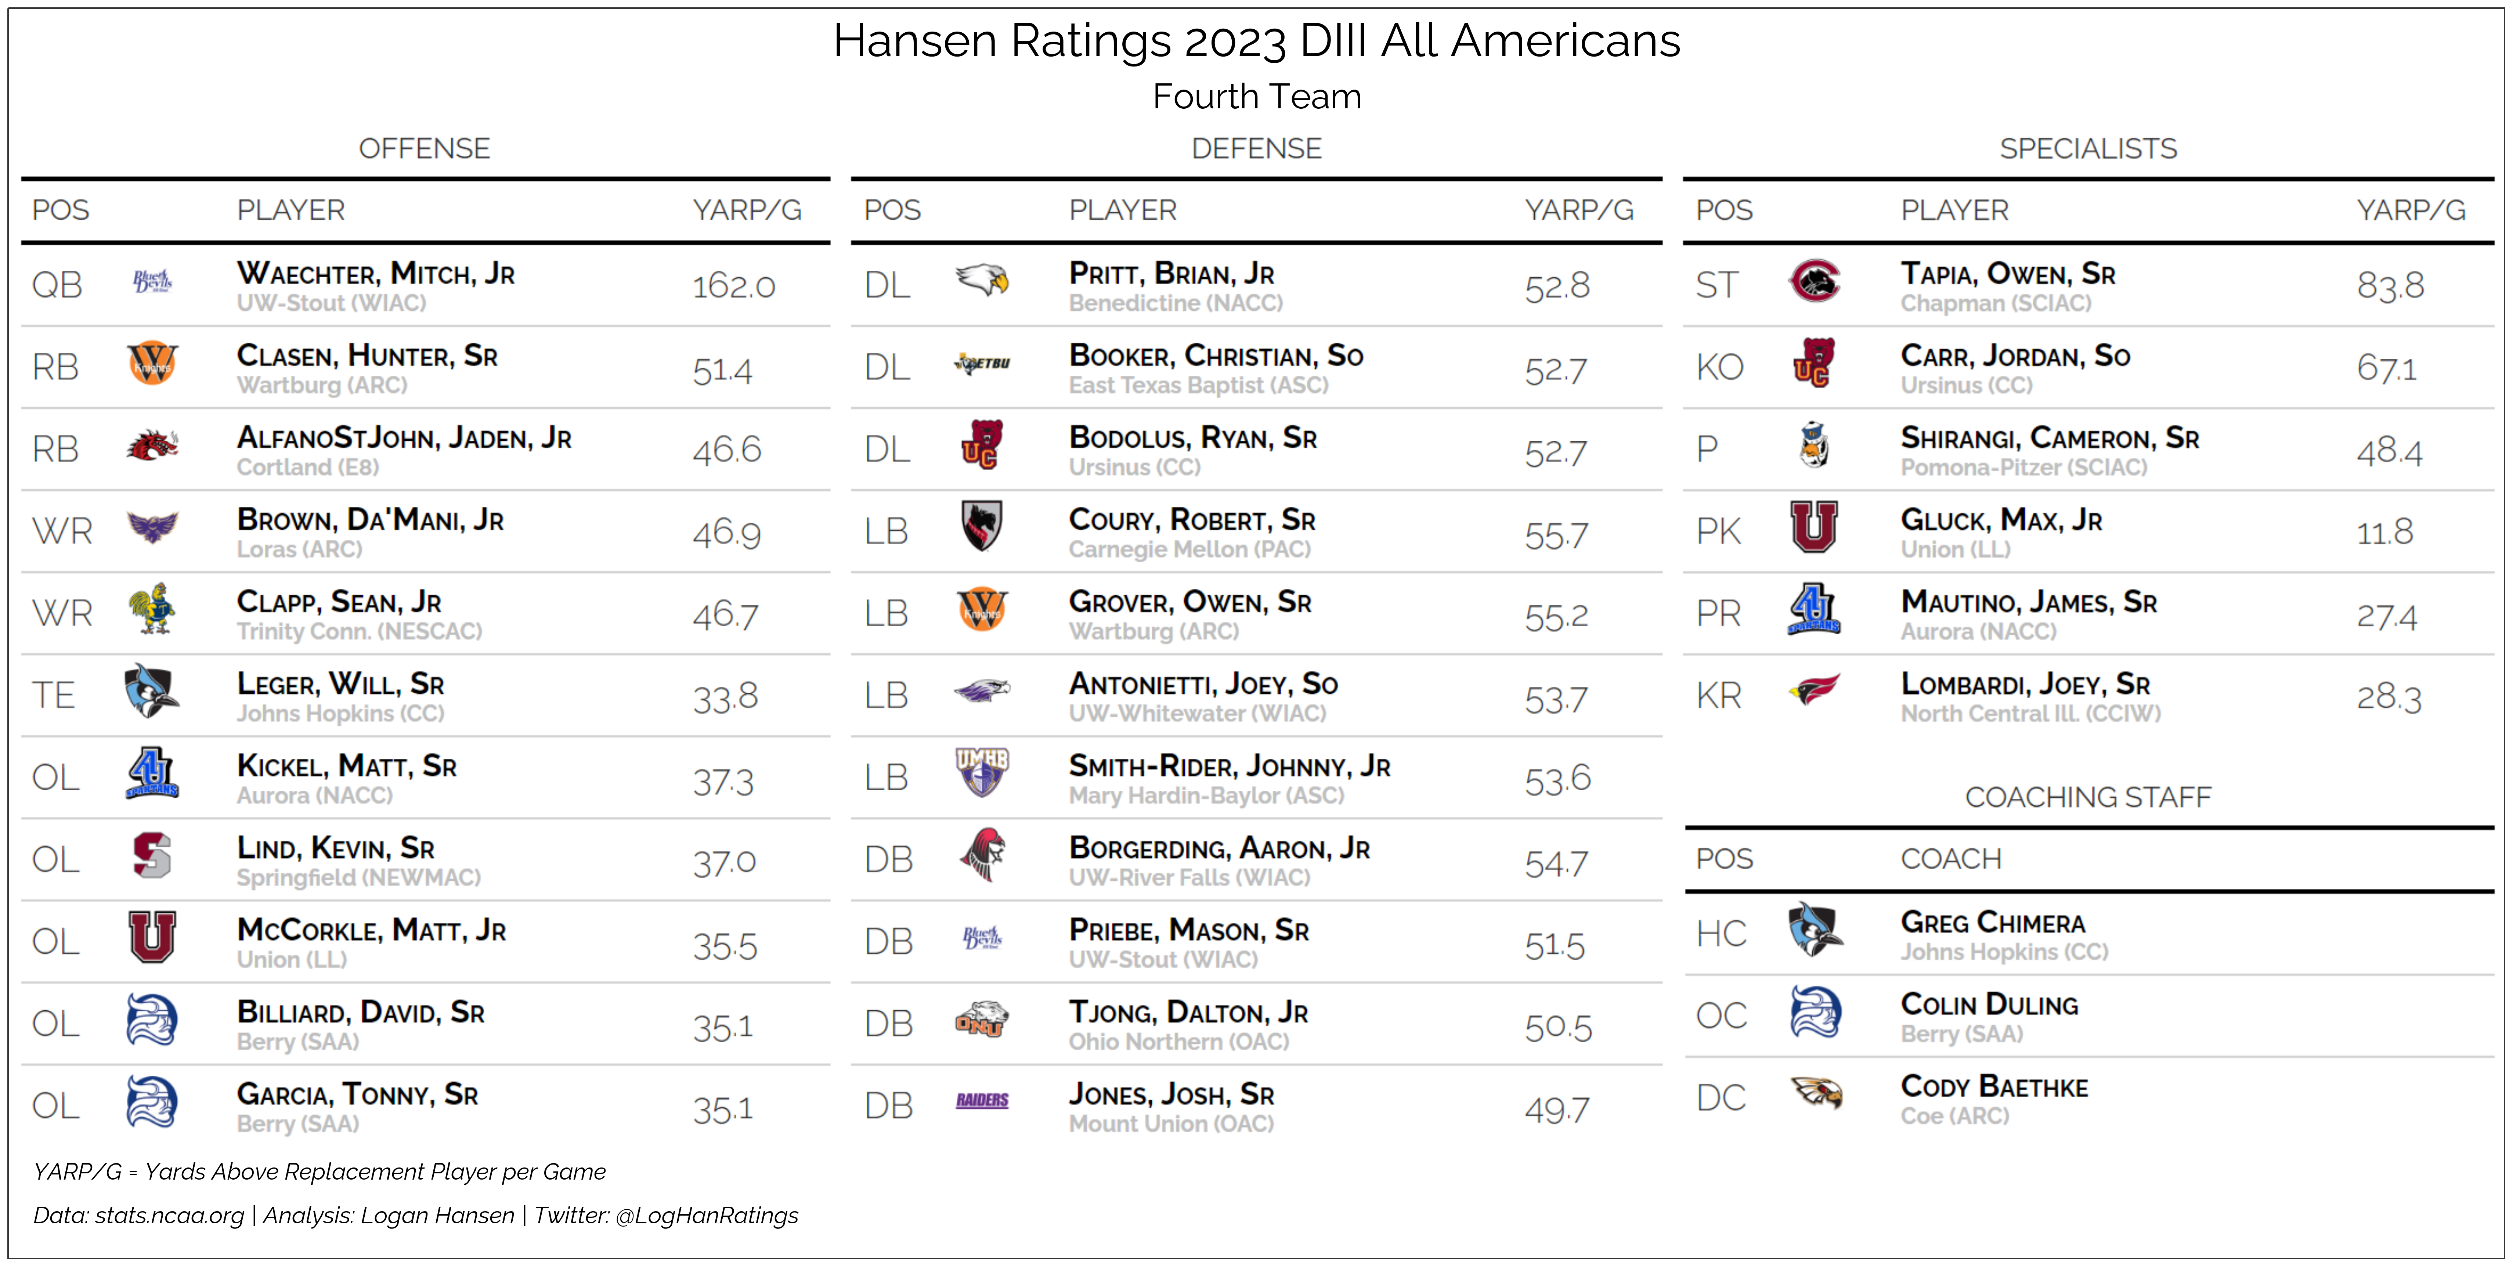 Hansen Ratings 2023 DIII All Americans
Fourth Team
OFFENSE
POS PLAYER YARP/G
QB Waechter, Mitch, Jr 162.0
UW-Stout (WIAC)
RB Clasen, Hunter, Sr 51.4
Wartburg (ARC)
RB AlfanoStJohn, Jaden, Jr 46.6
Cortland (E8)
WR Brown, Da'Mani, Jr 46.9
Loras (ARC)
WR Clapp, Sean, Jr 46.7
Trinity Conn. (NESCAC)
TE Leger, Will, Sr 33.8
Johns Hopkins (CC)
OL Kickel, Matt, Sr 37.3
Aurora (NACC)
OL Lind, Kevin, Sr 37.0
Springfield (NEWMAC)
OL McCorkle, Matt, Jr 35.5
Union (LL)
OL Billiard, David, Sr 35.1
Berry (SAA)
OL Garcia, Tonny, Sr 35.1
Berry (SAA)
DEFENSE
POS PLAYER YARP/G
DL Pritt, Brian, Jr 52.8
Benedictine (NACC)
DL ETBU Booker, Christian, So 52.7
East Texas Baptist (ASC)
DL UC Bodolus, Ryan, Sr 52.7
Ursinus (CC)
LB Coury, Robert, Sr 55.7
Carnegie Mellon (PAC)
LB Grover, Owen, Sr 55.2
Wartburg (ARC)
LB Antonietti, Joey, So 53.7
UW-Whitewater (WIAC)
LB UMHB Smith-Rider, Johnny, Jr 53.6
Mary Hardin-Baylor (ASC)
DB Borgerding, Aaron, Jr 54.7
UW-River Falls (WIAC)
DB Priebe, Mason, Sr 51.5
UW-Stout (WIAC)
DB ONU Tjong, Dalton, Jr 50.5
Ohio Northern (OAC)
DB RAIDERS Jones, Josh, Sr 49.7
Mount Union (OAC)
SPECIALISTS
POS PLAYER YARP/G
ST Tapia, Owen, Sr 83.8
Chapman (SCIAC)
KO UC Carr, Jordan, So 67.1
Ursinus (CC)
P Shirangi, Cameron, Sr 48.4
Pomona-Pitzer (SCIAC)
PK U Gluck, Max, Jr 11.8
Union (LL)
PR Mautino, James, Sr 27.4
Aurora (NACC)
KR Lombardi, Joey, Sr 28.3
North Central Ill. (CCIW)
COACHING STAFF
POS COACH
HC Greg Chimera
Johns Hopkins (CC)
OC Colin Duling
Berry (SAA)
DC Cody Baethke
Coe (ARC)
YARP/G = Yards Above Replacement Player per Game
Data: stats.ncaa.org | Analysis: Logan Hansen | Twitter: @LogHanRatings